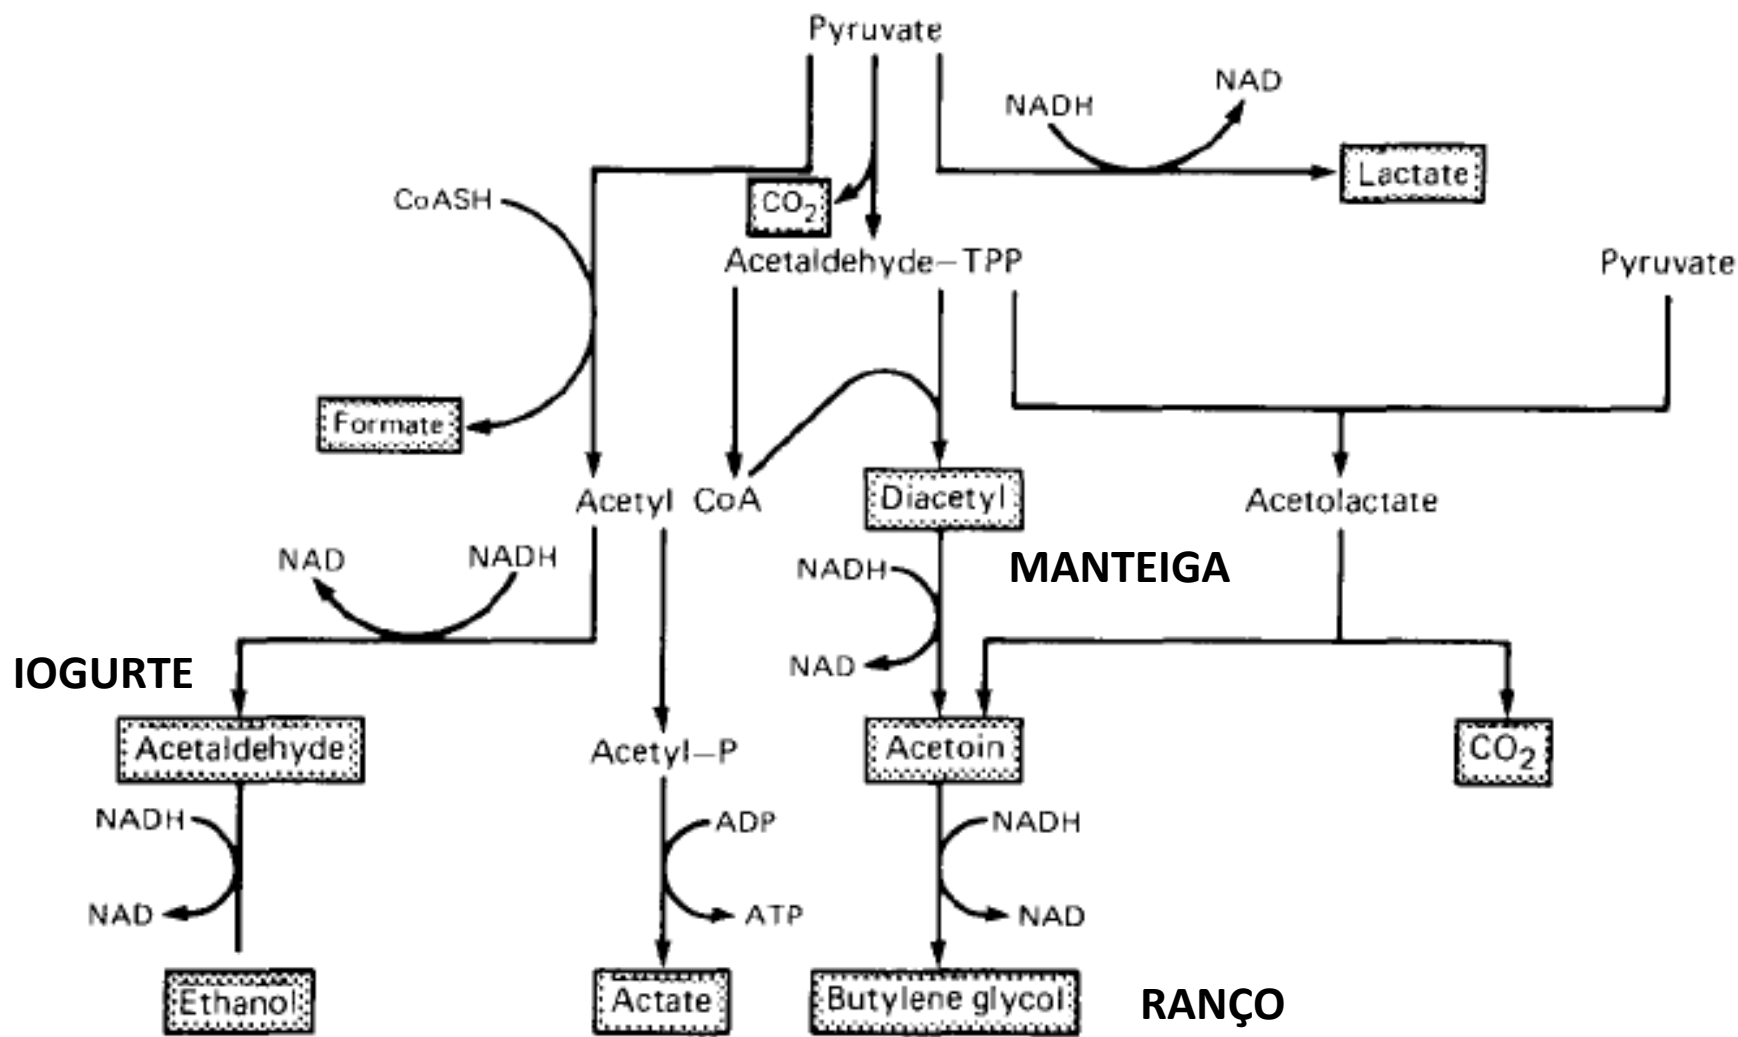 Pyruvate
NADH
NAD
Lactate
CoASH
CO2
Acetaldehyde–TPP
Pyruvate
Formate
Acetyl CoA
Diacetyl
Acetolactate
NAD
NADH
NADH
MANTEIGA
NAD
IOGURTE
Acetaldehyde
Acetyl–P
Acetoin
CO2
NADH
ADP
NADH
NAD
ATP
NAD
Ethanol
Actate
Butylene glycol
RANÇO